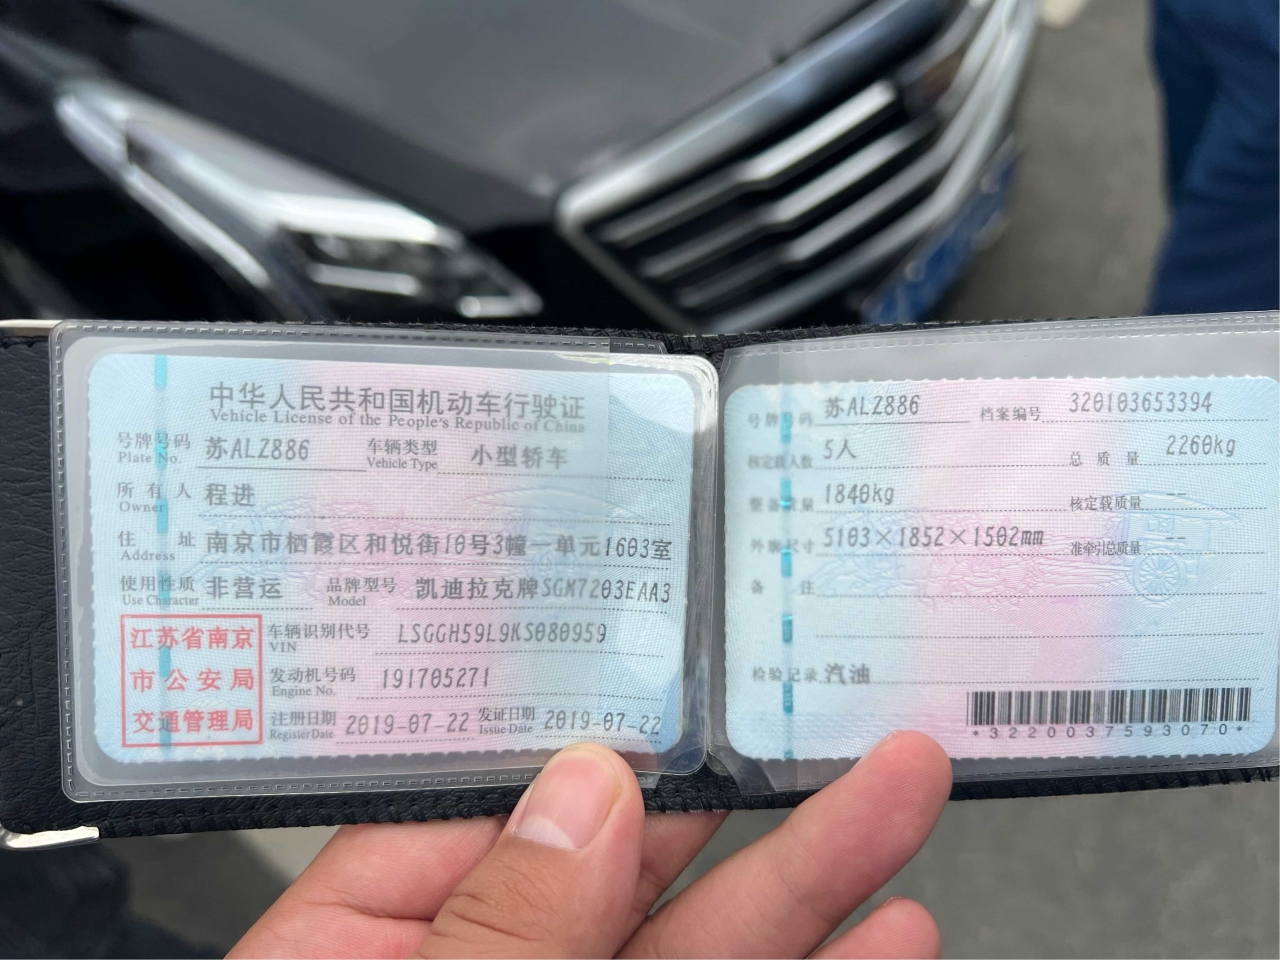 中华人民共和国机动车行驶证
Vehicle License of the People's Republic of China
号牌号码 苏ALZ886 车辆类型 小型轿车
Plate No. Vehicle Type
所有人 程进
Owner
住址 南京市栖霞区和悦街10号3幢一单元1603室
Address
使用性质 非营运 品牌型号 凯迪拉克牌SGM7203EAA3
Use Character Model
江苏省南京
市公安局
交通管理局
车辆识别代号 LSGGH59L9KS080959
VIN
发动机号码 191705271
Engine No.
注册日期 2019-07-22 发证日期 2019-07-22
Register Date Issue Date
号牌号码 苏ALZ886 档案编号 320103653394
核定载人数 5人 总质量 2260kg
整备质量 1840kg 核定载质量 --
外廓尺寸 5103×1852×1502mm 准牵引总质量 --
备注
检验记录 汽油
*3220037593070*